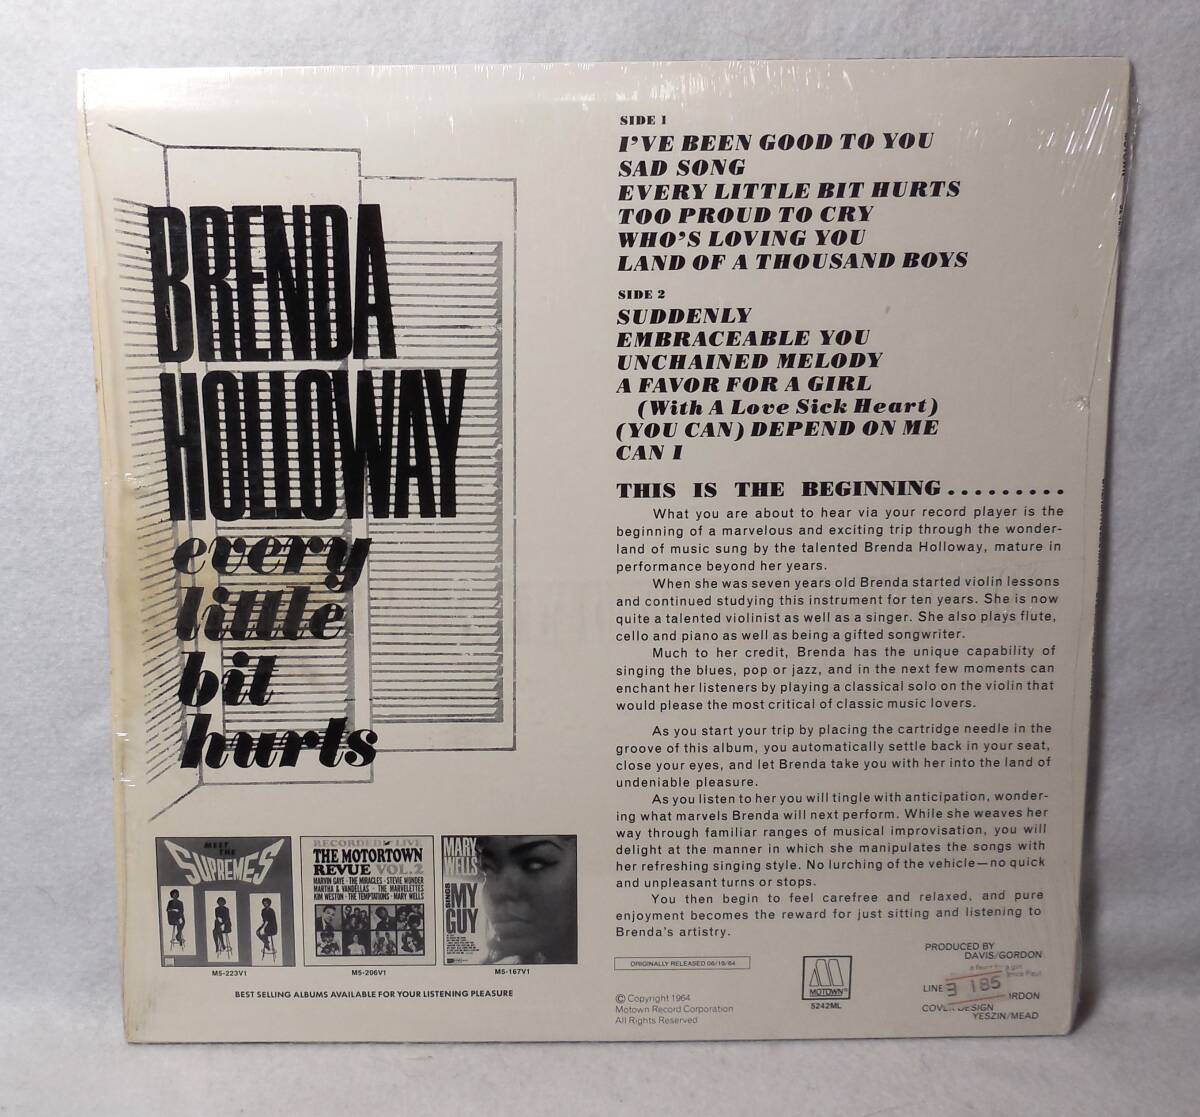 BRENDA
HOLLOWAY
every
little
bit
hurts
SIDE 1
I'VE BEEN GOOD TO YOU
SAD SONG
EVERY LITTLE BIT HURTS
TOO PROUD TO CRY
WHO'S LOVING YOU
LAND OF A THOUSAND BOYS
SIDE 2
SUDDENLY
EMBRACEABLE YOU
UNCHAINED MELODY
A FAVOR FOR A GIRL
(With A Love Sick Heart)
(YOU CAN) DEPEND ON ME
CAN I
THIS IS THE BEGINNING.........
What you are about to hear via your record player is the
beginning of a marvelous and exciting trip through the wonder-
land of music sung by the talented Brenda Holloway, mature in
performance beyond her years.
When she was seven years old Brenda started violin lessons
and continued studying this instrument for ten years. She is now
quite a talented violinist as well as a singer. She also plays flute,
cello and piano as well as being a gifted songwriter.
Much to her credit, Brenda has the unique capability of
singing the blues, pop or jazz, and in the next few moments can
enchant her listeners by playing a classical solo on the violin that
would please the most critical of classic music lovers.
As you start your trip by placing the cartridge needle in the
groove of this album, you automatically settle back in your seat,
close your eyes, and let Brenda take you with her into the land of
undeniable pleasure.
As you listen to her you will tingle with anticipation, wonder-
ing what marvels Brenda will next perform. While she weaves her
way through familiar ranges of musical improvisation, you will
delight at the manner in which she manipulates the songs with
her refreshing singing style. No lurching of the vehicle—no quick
and unpleasant turns or stops.
You then begin to feel carefree and relaxed, and pure
enjoyment becomes the reward for just sitting and listening to
Brenda's artistry.
MEET
THE
SUPREMES
M5-223V1
RECORDED LIVE
THE MOTORTOWN
REVUE VOL.2
MARVIN GAYE · THE MIRACLES · STEVIE WONDER
MARTHA & VANDELLAS · THE MARVELETTES
KIM WESTON · THE TEMPTATIONS · MARY WELLS
M5-206V1
MARY
WELLS
SINGS
MY
GUY
M5-167V1
BEST SELLING ALBUMS AVAILABLE FOR YOUR LISTENING PLEASURE
ORIGINALLY RELEASED 06/19/64
© Copyright 1964
Motown Record Corporation
All Rights Reserved
MOTOWN
5242ML
PRODUCED BY
DAVIS/GORDON
Paul
LINE
3 185
ORDON
DESIGN
YESZIN/MEAD